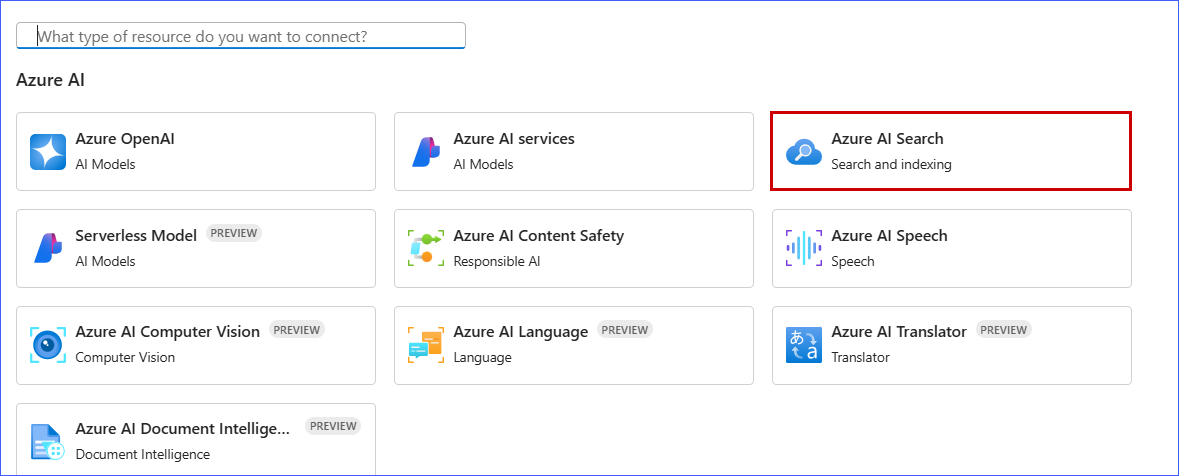 What type of resource do you want to connect?
Azure AI
Azure OpenAI
AI Models
Azure AI services
AI Models
Azure AI Search
Search and indexing
Serverless Model PREVIEW
AI Models
Azure AI Content Safety
Responsible AI
Azure AI Speech
Speech
Azure AI Computer Vision PREVIEW
Computer Vision
Azure AI Language PREVIEW
Language
Azure AI Translator PREVIEW
Translator
あ
a
Azure AI Document Intellige... PREVIEW
Document Intelligence